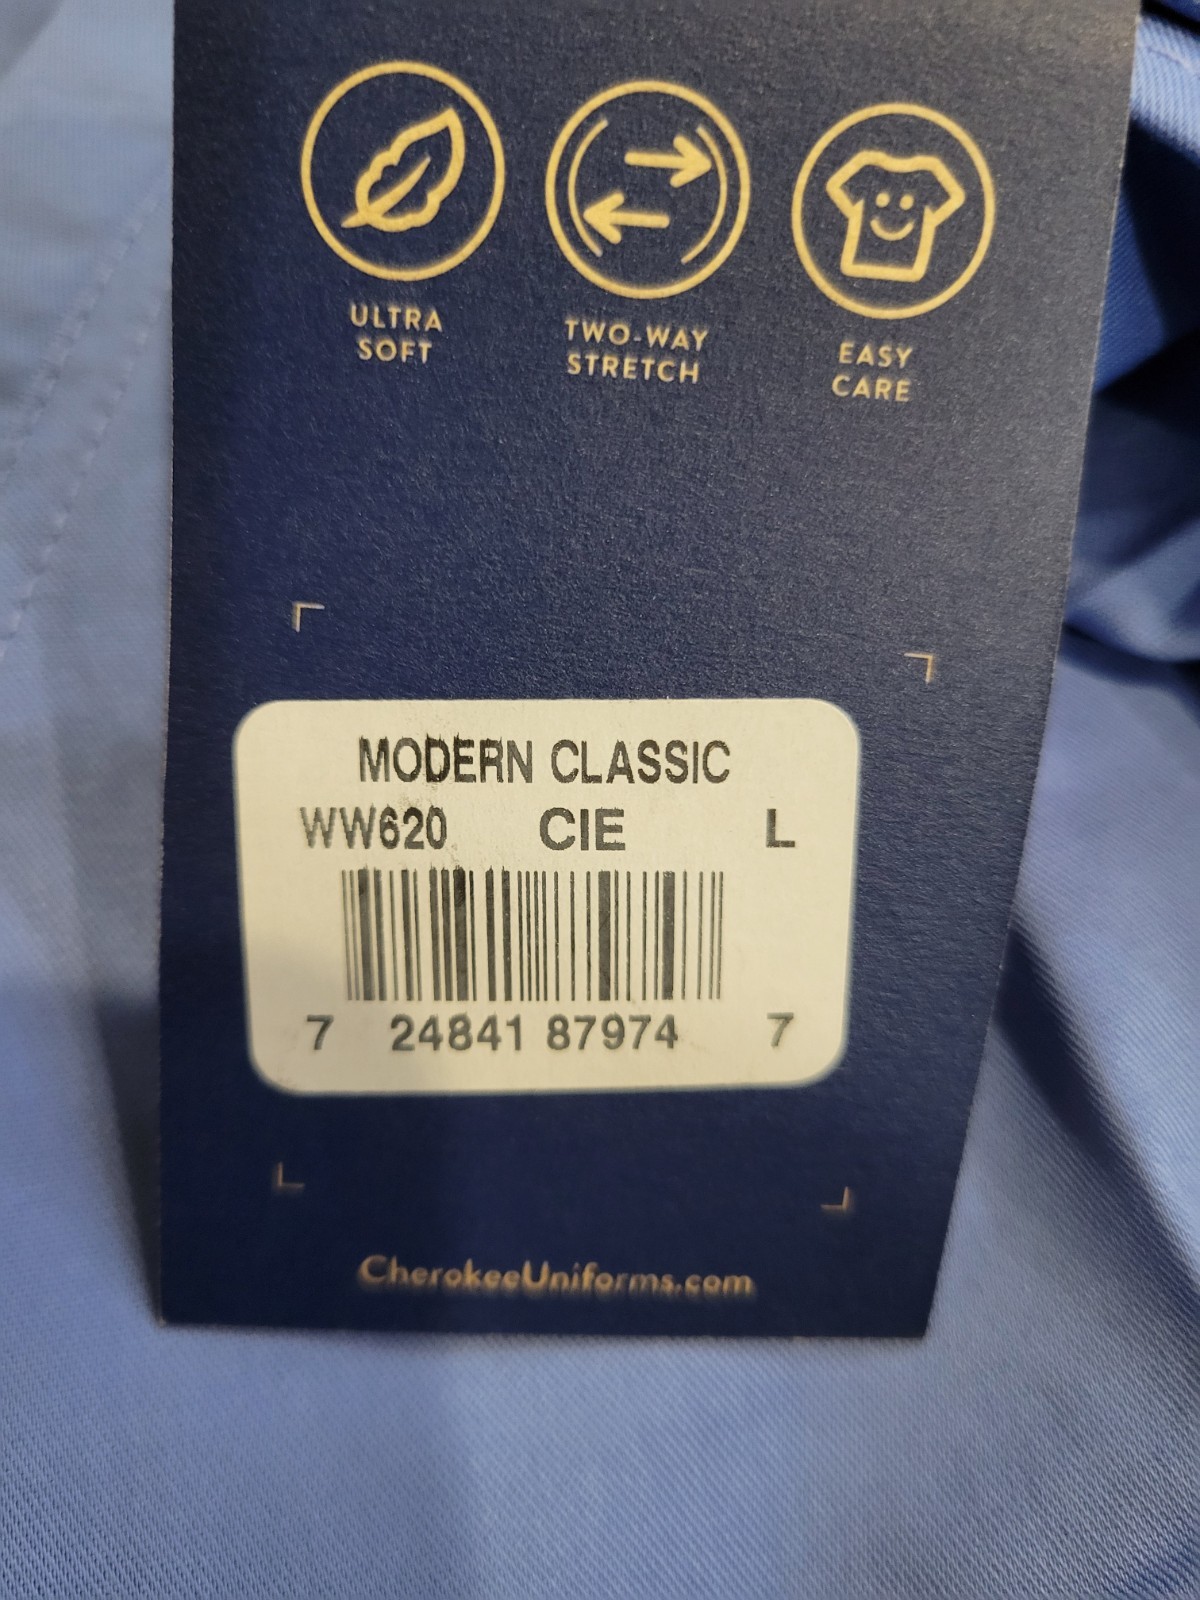 ULTRA
SOFT
TWO-WAY
STRETCH
EASY
CARE
MODERN CLASSIC
WW620 CIE L
7 24841 87974 7
CherokeeUniforms.com